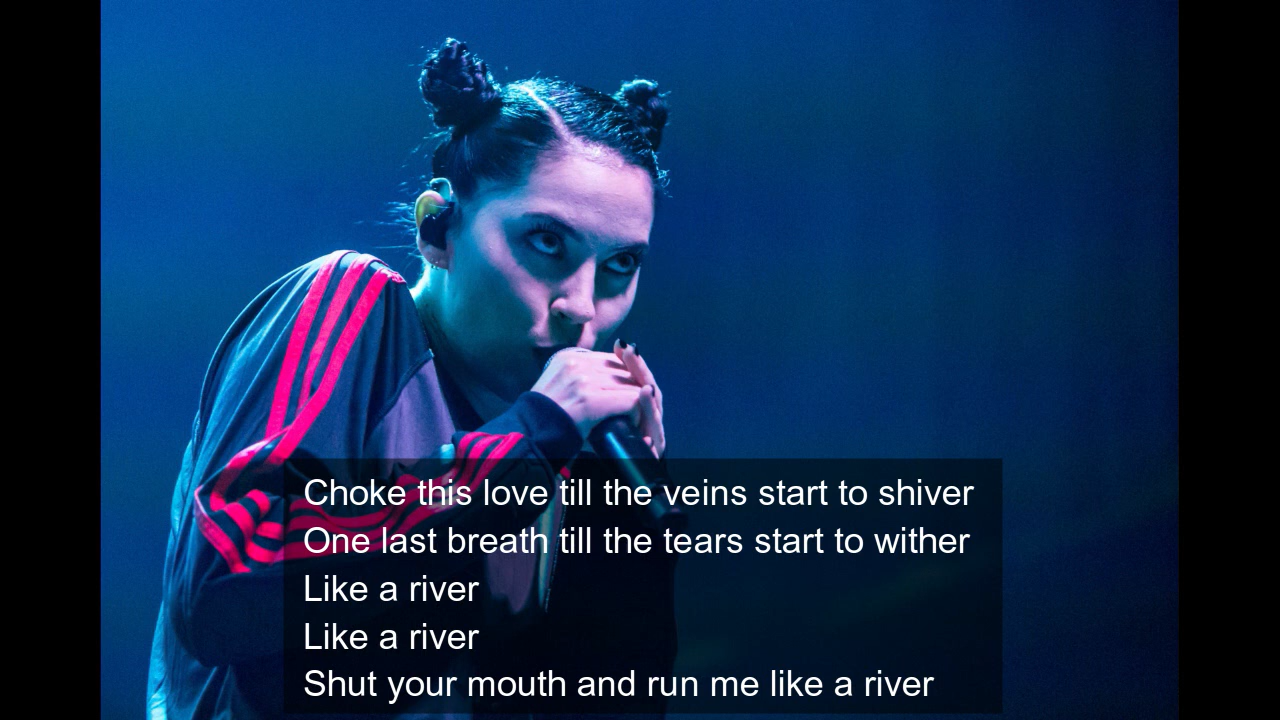 Choke this love till the veins start to shiver
One last breath till the tears start to wither
Like a river
Like a river
Shut your mouth and run me like a river